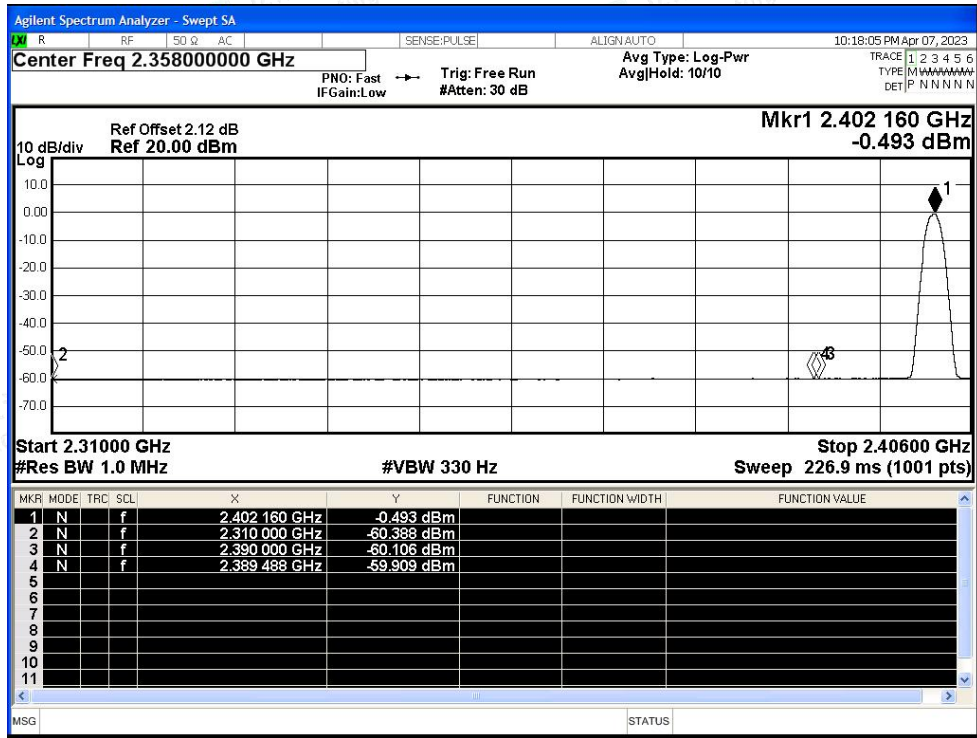 Agilent Spectrum Analyzer - Swept SA
LXI R RF 50 Ω AC SENSE:PULSE ALIGN AUTO 10:18:05 PM Apr 07, 2023
Center Freq 2.358000000 GHz
PNO: Fast
IFGain:Low
Trig: Free Run
#Atten: 30 dB
Avg Type: Log-Pwr
Avg|Hold: 10/10
TRACE 1 2 3 4 5 6
TYPE M WWWWW
DET P N N N N N
Mkr1 2.402 160 GHz
-0.493 dBm
Ref Offset 2.12 dB
10 dB/div Ref 20.00 dBm
Log
10.0
0.00
-10.0
-20.0
-30.0
-40.0
-50.0
-60.0
-70.0
1
2
43
Start 2.31000 GHz Stop 2.40600 GHz
#Res BW 1.0 MHz #VBW 330 Hz Sweep 226.9 ms (1001 pts)
MKR MODE TRC SCL X Y FUNCTION FUNCTION WIDTH FUNCTION VALUE
1 N f 2.402 160 GHz -0.493 dBm
2 N f 2.310 000 GHz -60.388 dBm
3 N f 2.390 000 GHz -60.106 dBm
4 N f 2.389 488 GHz -59.909 dBm
5
6
7
8
9
10
11
MSG STATUS